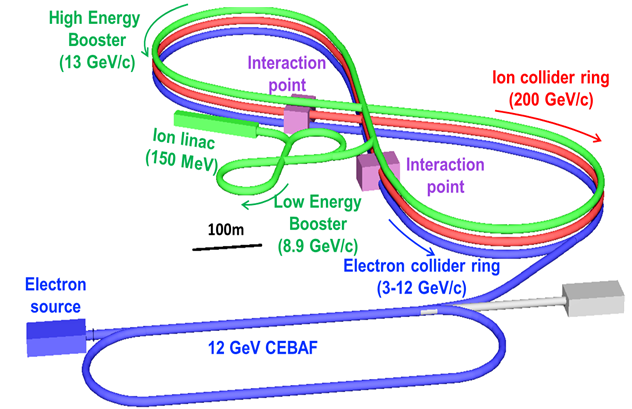 High Energy
Booster
(13 GeV/c)
Interaction
point
Ion collider ring
(200 GeV/c)
Ion linac
(150 MeV)
Interaction
point
Low Energy
Booster
(8.9 GeV/c)
100m
Electron collider ring
(3-12 GeV/c)
Electron
source
12 GeV CEBAF